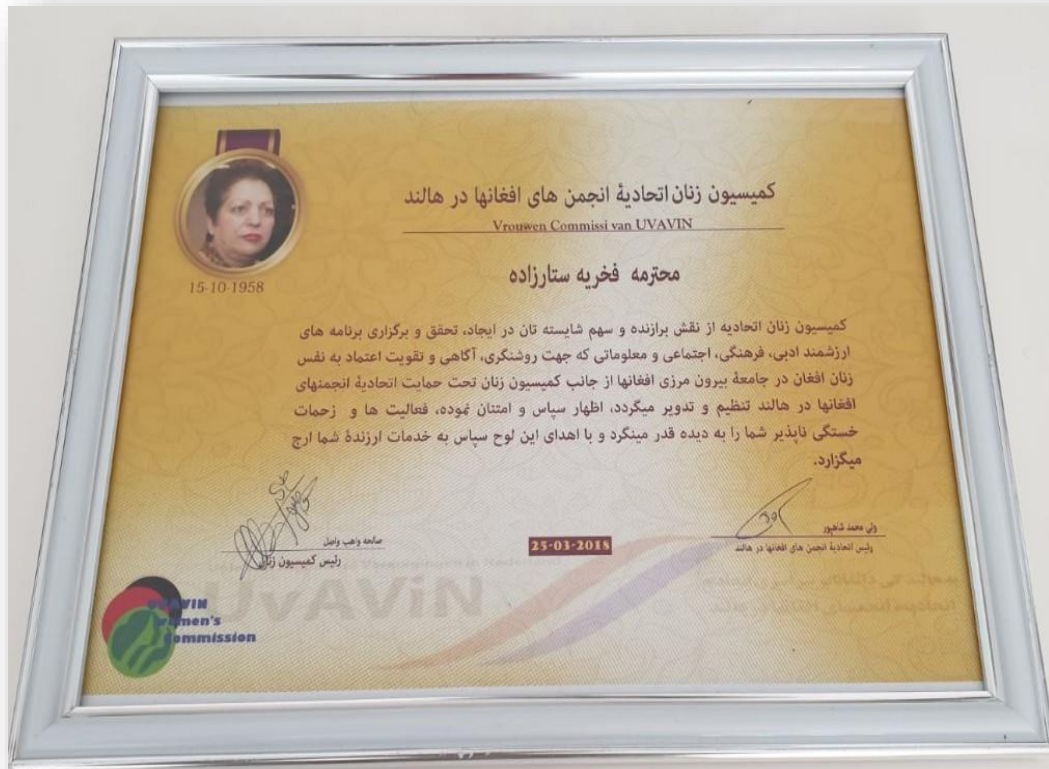 کمیسیون زنان اتحادیهٔ انجمن های افغانها در هالند
Vrouwen Commissi van UVAVIN
15-10-1958
محترمه فخریه ستارزاده
کمیسیون زنان اتحادیه از نقش برازنده و سهم شایسته تان در ایجاد، تحقق و برگزاری برنامه های
ارزشمند ادبی، فرهنگی، اجتماعی و معلوماتی که جهت روشنگری، آگاهی و تقویت اعتماد به نفس
زنان افغان در جامعهٔ بیرون مرزی افغانها از جانب کمیسیون زنان تحت حمایت اتحادیهٔ انجمنهای
افغانها در هالند تنظیم و تدویر میگردد، اظهار سپاس و امتنان نموده، فعالیت ها و زحمات
خستگی ناپذیر شما را به دیده قدر مینگرد و با اهدای این لوح سپاس به خدمات ارزندهٔ شما ارج
میگزارد.
ولی محمد شاهپور
رئیس اتحادیهٔ انجمن های افغانها در هالند
25-03-2018
صالحه واهب واصل
رئیس کمیسیون زنان
in Nederland
UvAViN
UVAVIN
Women's
Commission